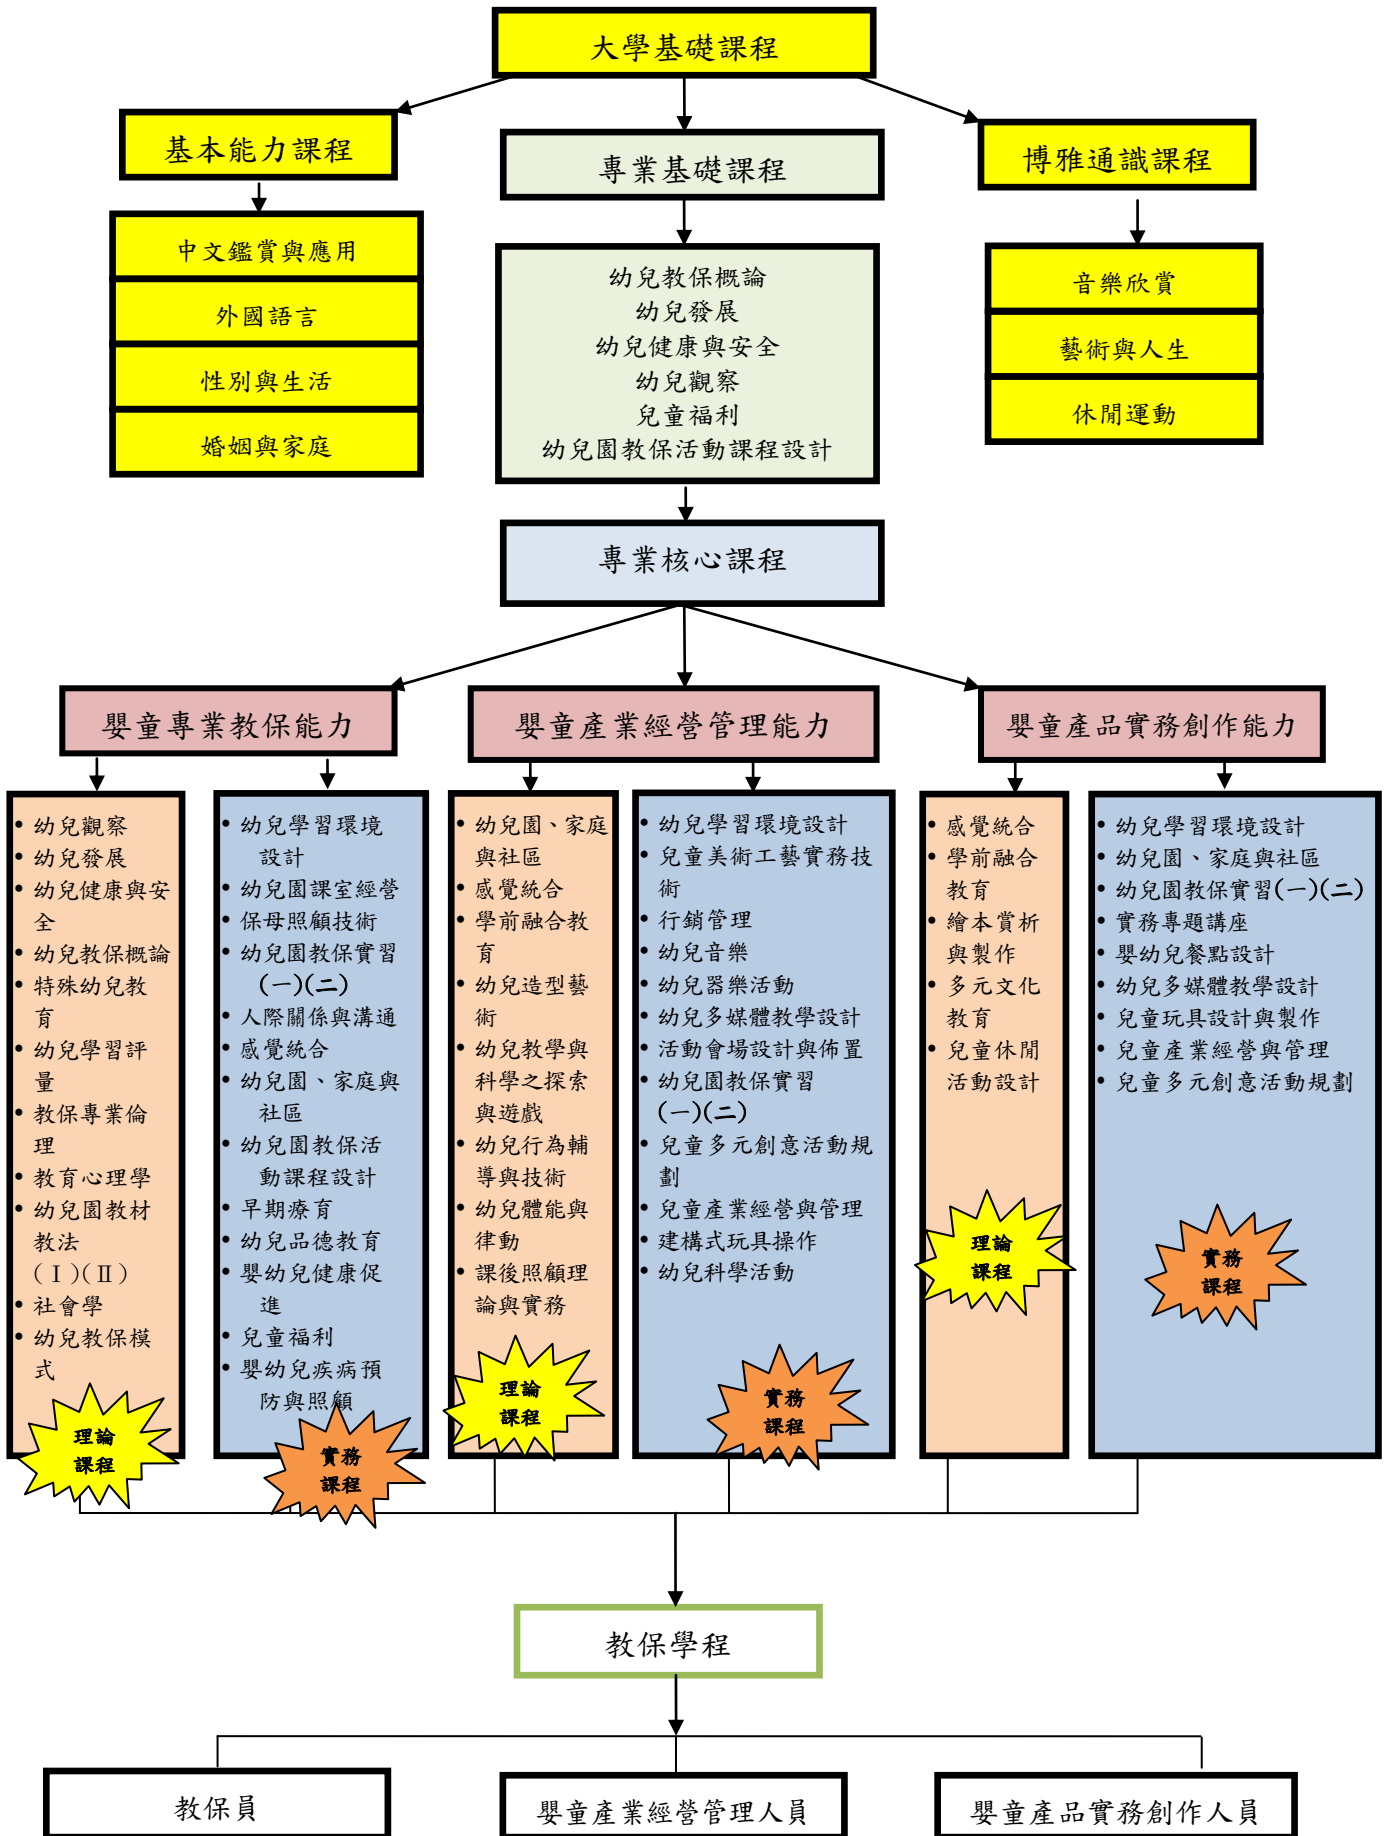 大學基礎課程
基本能力課程
專業基礎課程
博雅通識課程
中文鑑賞與應用
外國語言
性別與生活
婚姻與家庭
幼兒教保概論
幼兒發展
幼兒健康與安全
幼兒觀察
兒童福利
幼兒園教保活動課程設計
音樂欣賞
藝術與人生
休閒運動
專業核心課程
嬰童專業教保能力
嬰童產業經營管理能力
嬰童產品實務創作能力
• 幼兒觀察
• 幼兒發展
• 幼兒健康與安
全
• 幼兒教保概論
• 特殊幼兒教
育
• 幼兒學習評
量
• 教保專業倫
理
• 教育心理學
• 幼兒園教材
教法
(Ⅰ)(Ⅱ)
• 社會學
• 幼兒教保模
式
理論
課程
• 幼兒學習環境
設計
• 幼兒園課室經營
• 保母照顧技術
• 幼兒園教保實習
(一)(二)
• 人際關係與溝通
• 感覺統合
• 幼兒園、家庭與
社區
• 幼兒園教保活
動課程設計
• 早期療育
• 幼兒品德教育
• 嬰幼兒健康促
進
• 兒童福利
• 嬰幼兒疾病預
防與照顧
實務
課程
• 幼兒園、家庭
與社區
• 感覺統合
• 學前融合教
育
• 幼兒造型藝
術
• 幼兒教學與
科學之探索
與遊戲
• 幼兒行為輔
導與技術
• 幼兒體能與
律動
• 課後照顧理
論與實務
理論
課程
• 幼兒學習環境設計
• 兒童美術工藝實務技
術
• 行銷管理
• 幼兒音樂
• 幼兒器樂活動
• 幼兒多媒體教學設計
• 活動會場設計與佈置
• 幼兒園教保實習
(一)(二)
• 兒童多元創意活動規
劃
• 兒童產業經營與管理
• 建構式玩具操作
• 幼兒科學活動
實務
課程
• 感覺統合
• 學前融合
教育
• 繪本賞析
與製作
• 多元文化
教育
• 兒童休閒
活動設計
理論
課程
• 幼兒學習環境設計
• 幼兒園、家庭與社區
• 幼兒園教保實習(一)(二)
• 實務專題講座
• 嬰幼兒餐點設計
• 幼兒多媒體教學設計
• 兒童玩具設計與製作
• 兒童產業經營與管理
• 兒童多元創意活動規劃
實務
課程
教保學程
教保員
嬰童產業經營管理人員
嬰童產品實務創作人員